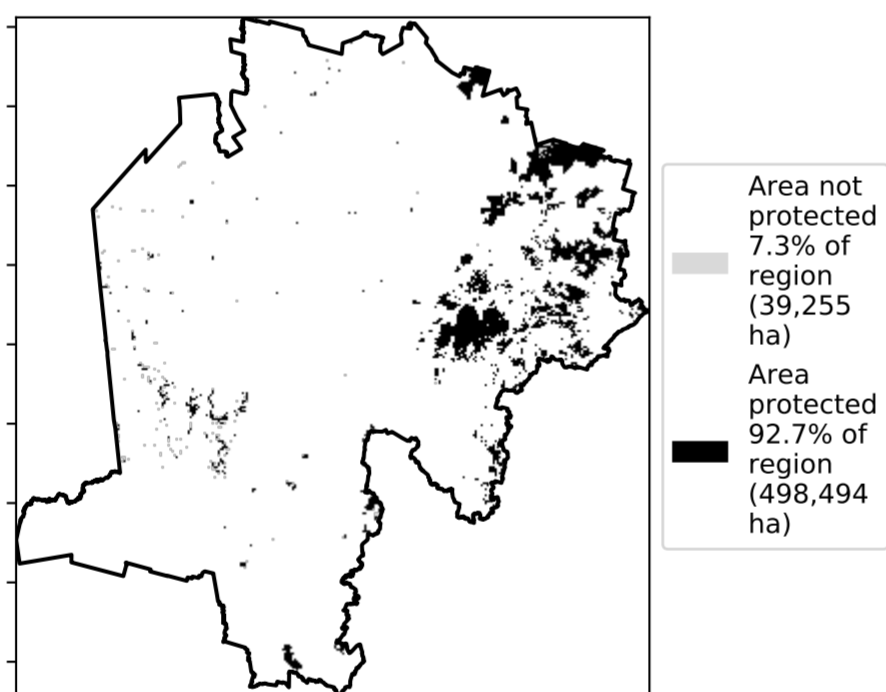 Area not
protected
7.3% of
region
(39,255
ha)
Area
protected
92.7% of
region
(498,494
ha)